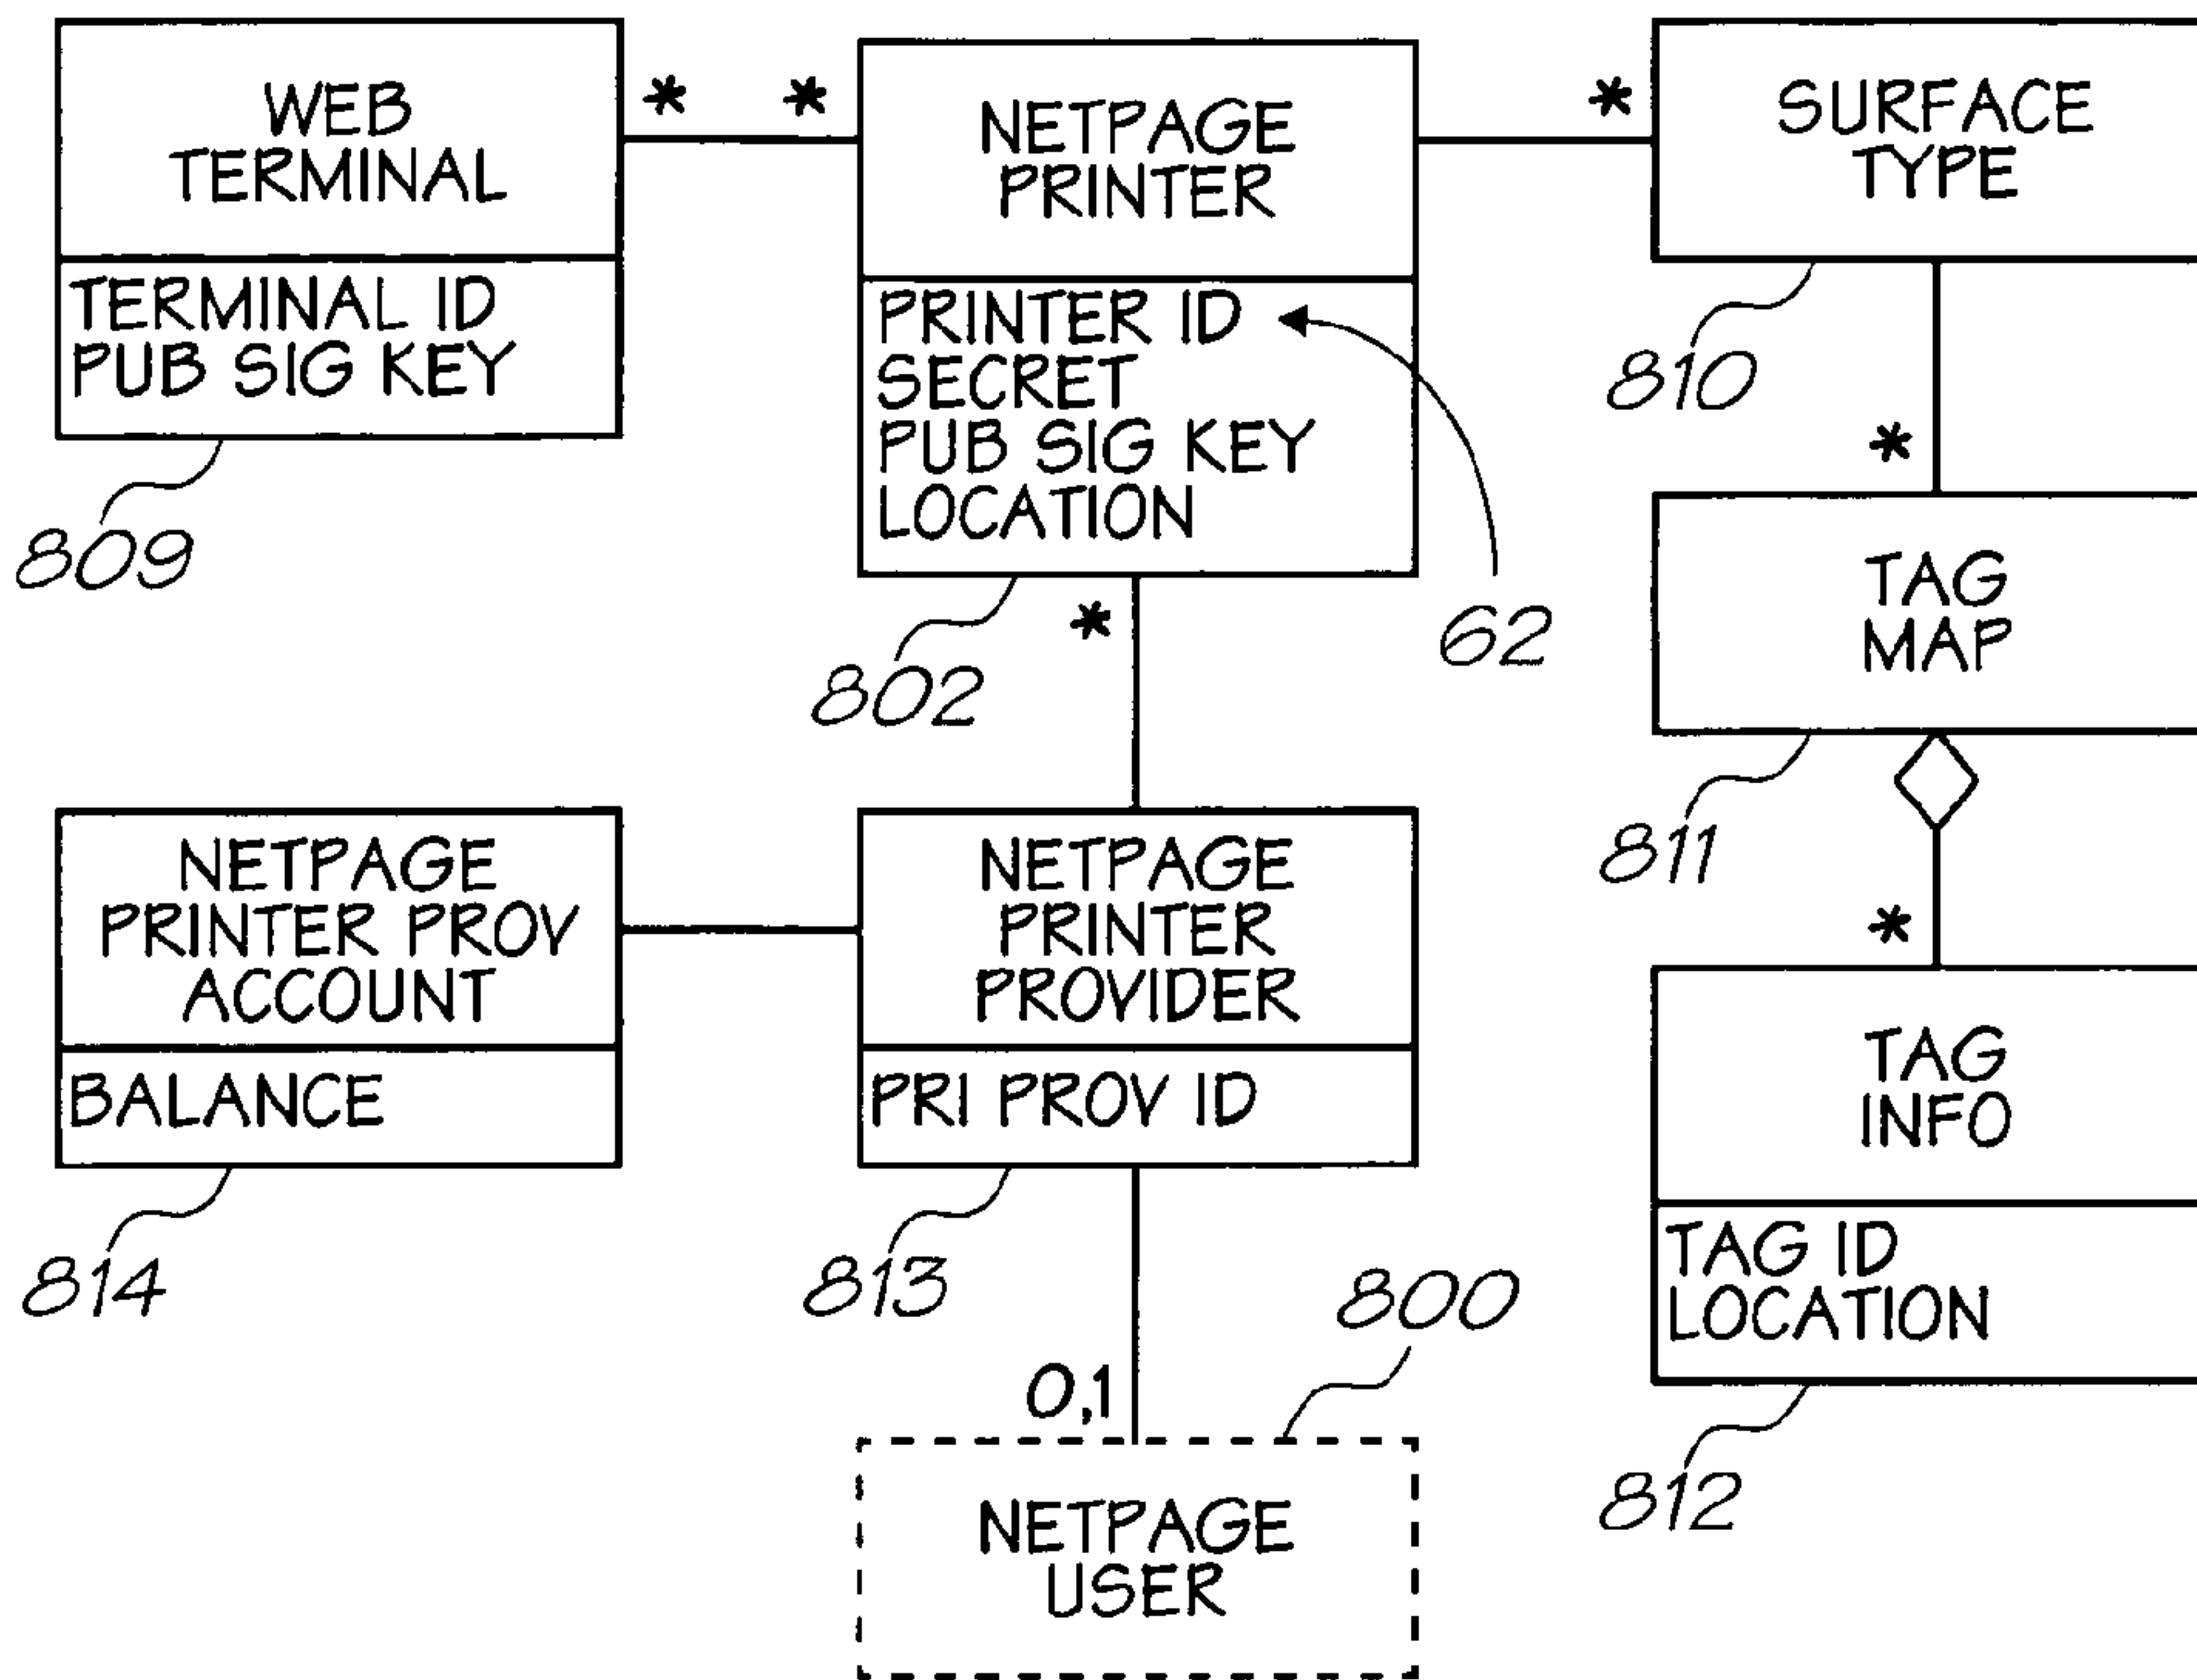 WEB
TERMINAL
TERMINAL ID
PUB SIG KEY
809
*
*
NETPAGE
PRINTER
PRINTER ID
SECRET
PUB SIG KEY
LOCATION
62
802
*
*
SURFACE
TYPE
810
*
TAG
MAP
811
*
TAG
INFO
TAG ID
LOCATION
812
NETPAGE
PRINTER PROV
ACCOUNT
BALANCE
814
NETPAGE
PRINTER
PROVIDER
PRI PROV ID
813
800
0,1
NETPAGE
USER